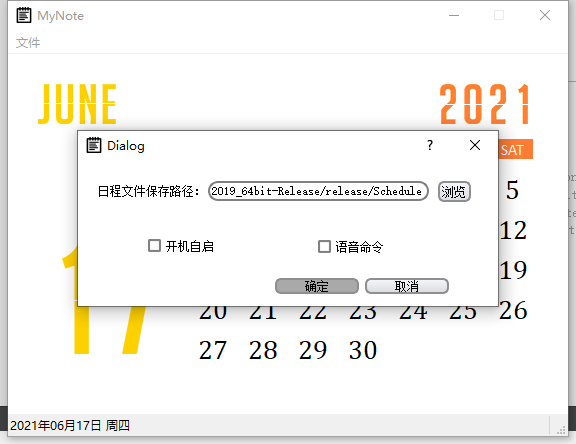 MyNote
文件
JUNE 2021
SAT
Dialog ?
日程文件保存路径: 2019_64bit-Release/release/Schedule 浏览
5
开机自启 语音命令
12
17
19
确定 取消
20 21 22 23 24 25 26
27 28 29 30
2021年06月17日 周四